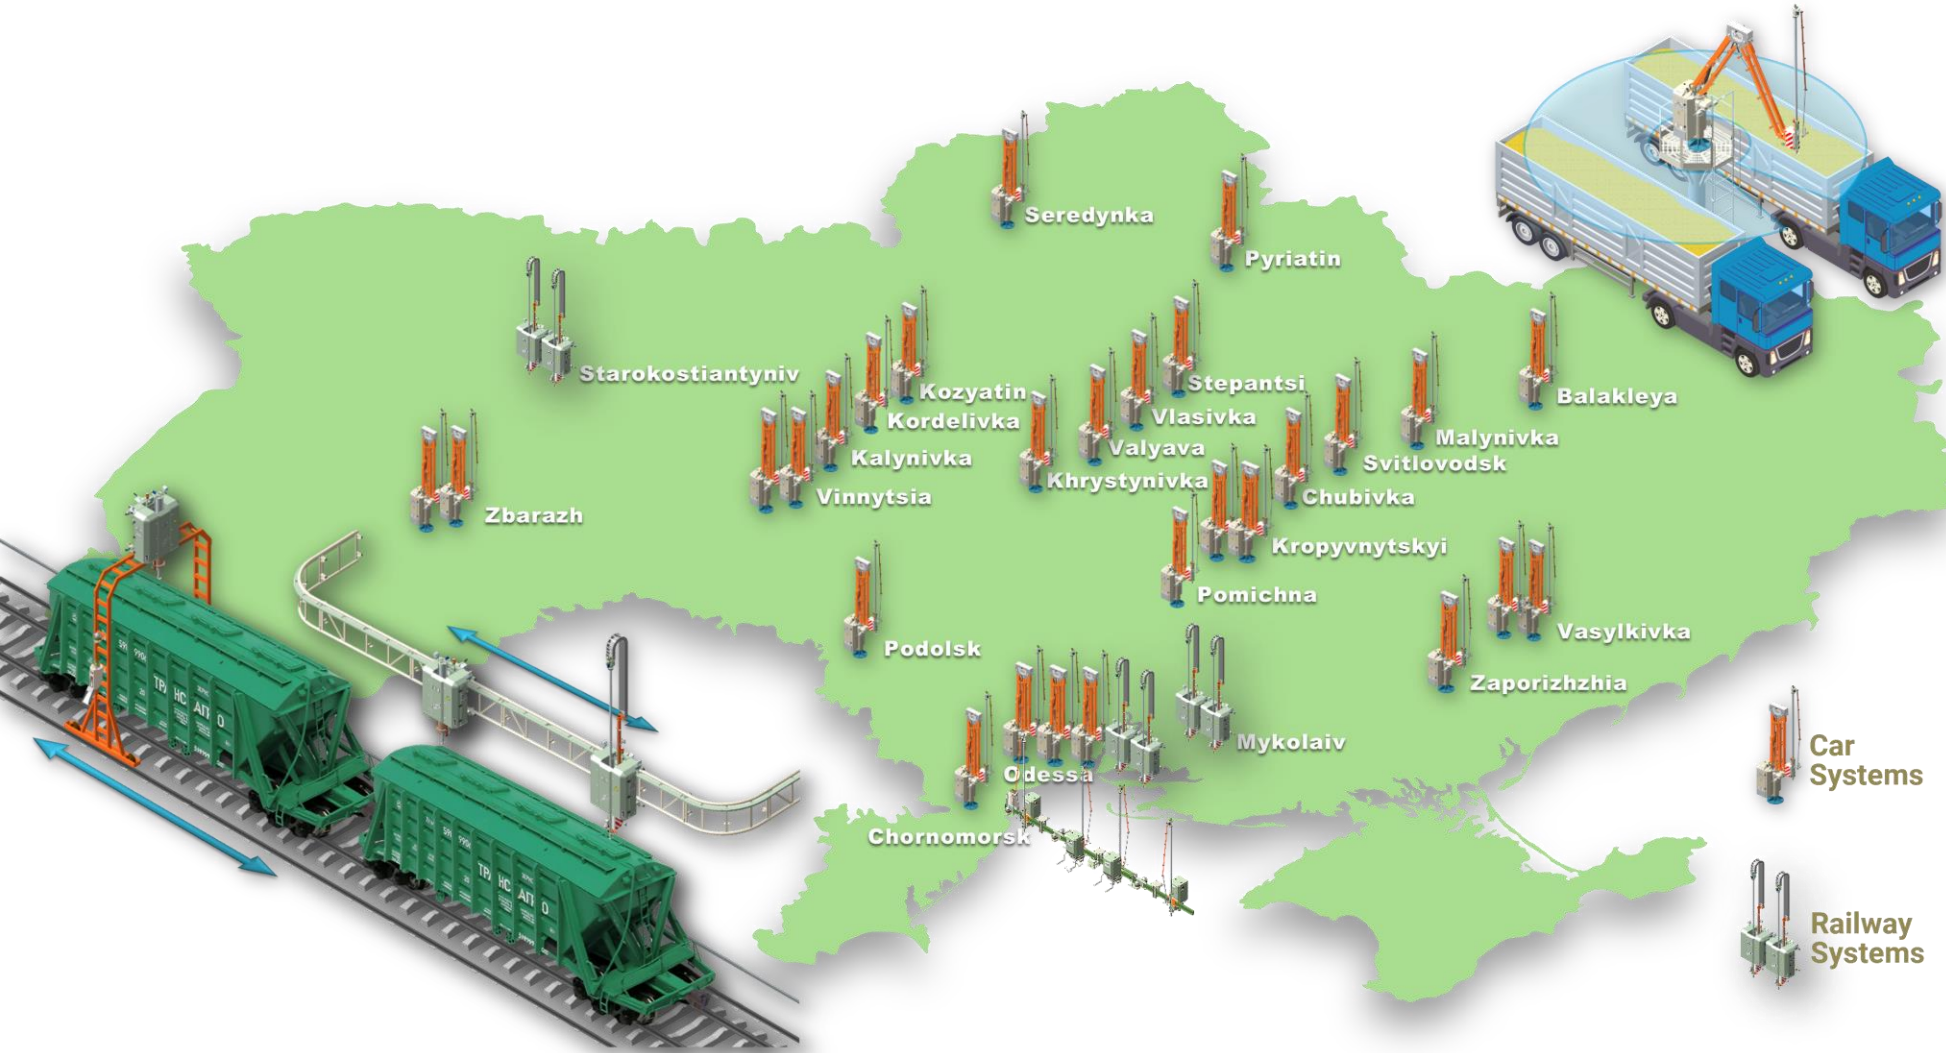 Seredynka
Pyriatin
Starokostiantyniv
Kozyatin
Stepantsi
Balakleya
Kordelivka
Vlasivka
Malynivka
Kalynivka
Valyava
Svitlovodsk
Khrystynivka
Vinnytsia
Chubivka
Zbarazh
Kropyvnytskyi
Pomichna
Vasylkivka
Podolsk
Zaporizhzhia
Mykolaiv
Odessa
Chornomorsk
Car
Systems
Railway
Systems